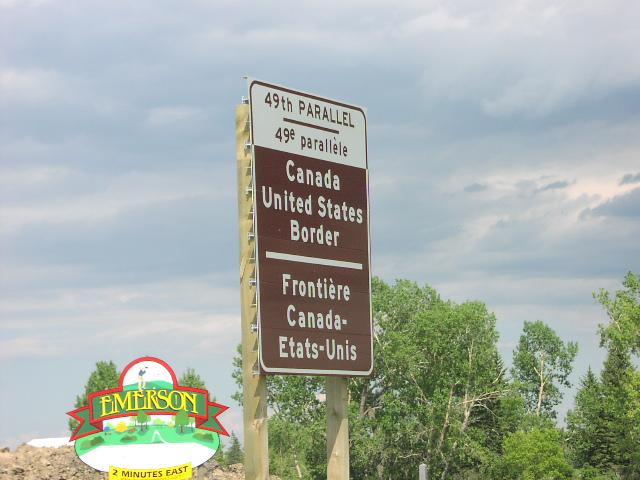 49th PARALLEL
49e parallèle
Canada
United States
Border
Frontière
Canada-
Etats-Unis
EMERSON
2 MINUTES EAST